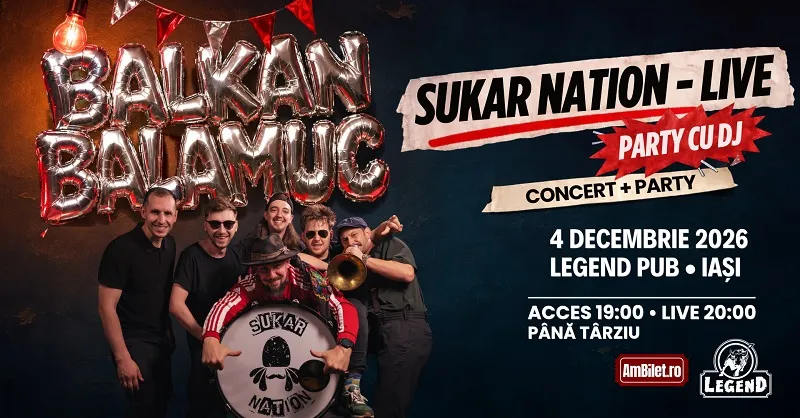 BALKAN
BALAMUC
SUKAR NATION - LIVE
PARTY CU DJ
CONCERT + PARTY
4 DECEMBRIE 2026
LEGEND PUB • IAȘI
ACCES 19:00 • LIVE 20:00
PÂNĂ TÂRZIU
SUKAR
NATION
AmBilet.ro
LEGEND